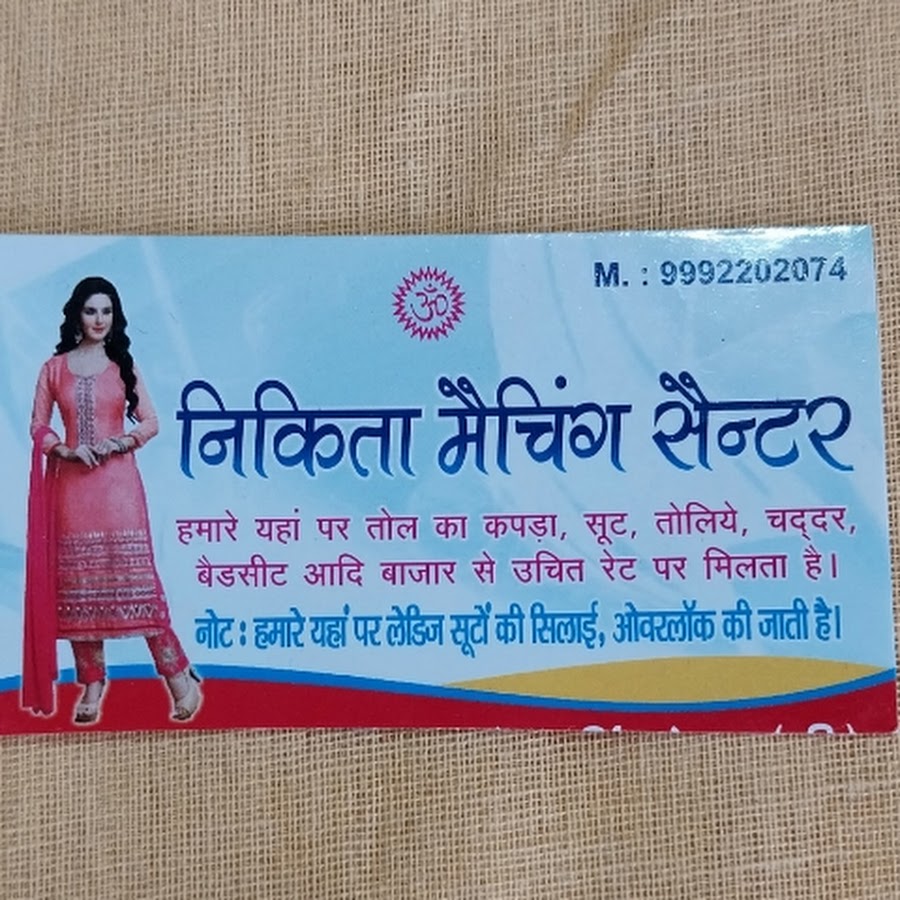 ॐ
M. : 9992202074
निकिता मैचिंग सैन्टर
हमारे यहां पर तोल का कपड़ा, सूट, तोलिये, चद्‌दर,
बैडसीट आदि बाजार से उचित रेट पर मिलता है।
नोट : हमारे यहां पर लेडिज सूटों की सिलाई, ओवरलॉक की जाती है।